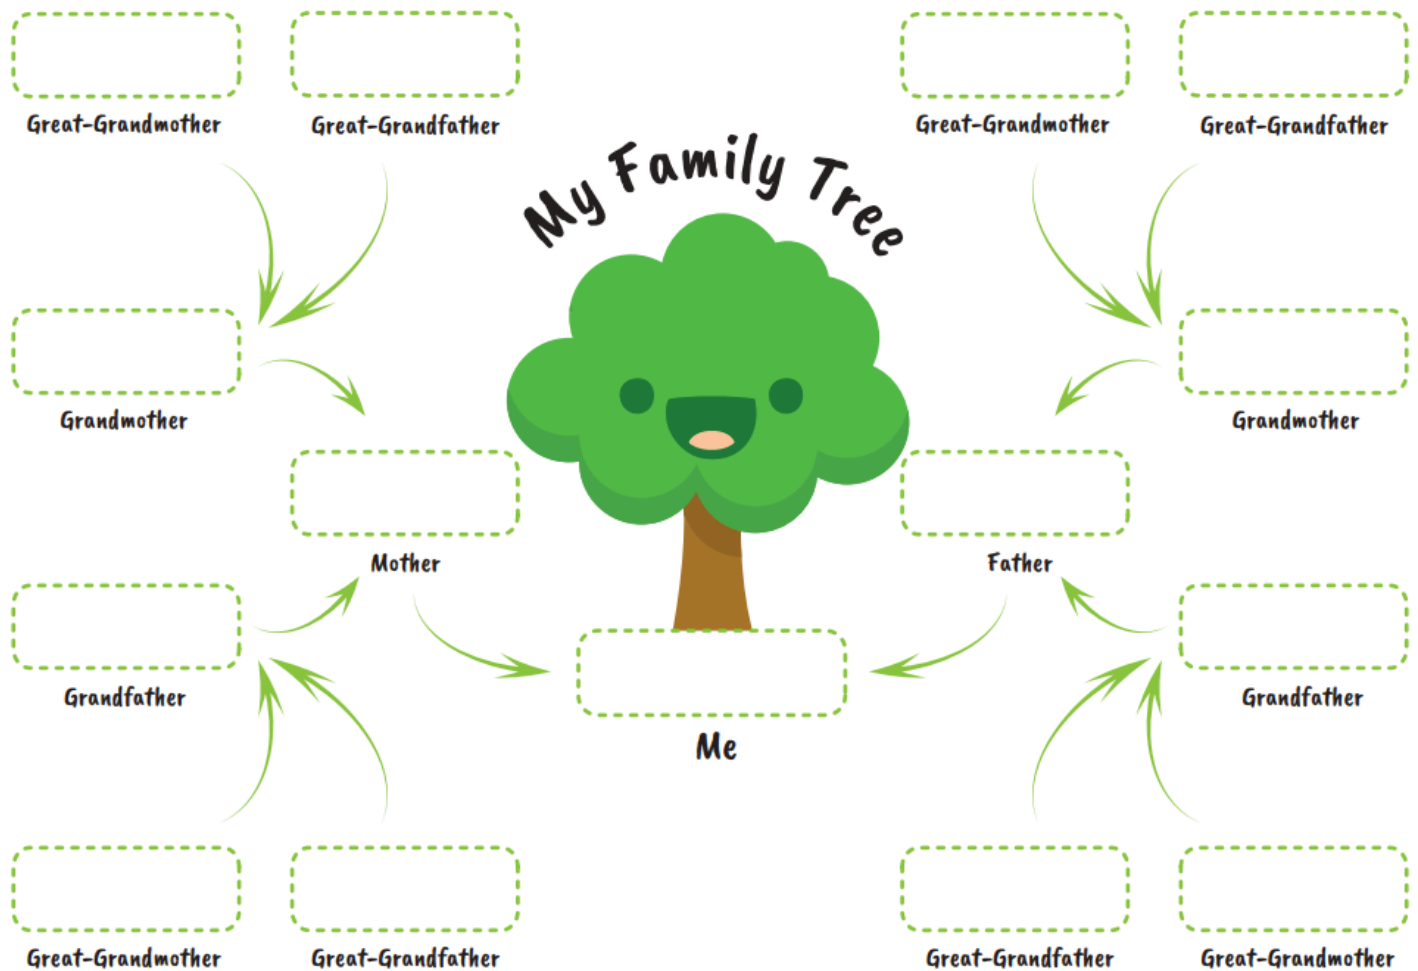 Great-Grandmother
Great-Grandfather
Great-Grandmother
Great-Grandfather
My Family Tree
Grandmother
Grandmother
Mother
Father
Grandfather
Grandfather
Me
Great-Grandmother
Great-Grandfather
Great-Grandfather
Great-Grandmother